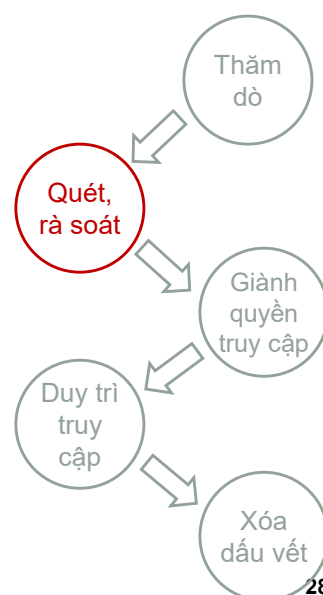 Thăm
dò
Quét,
rà soát
Giành
quyền
truy cập
Duy trì
truy
cập
Xóa
dấu vết
28